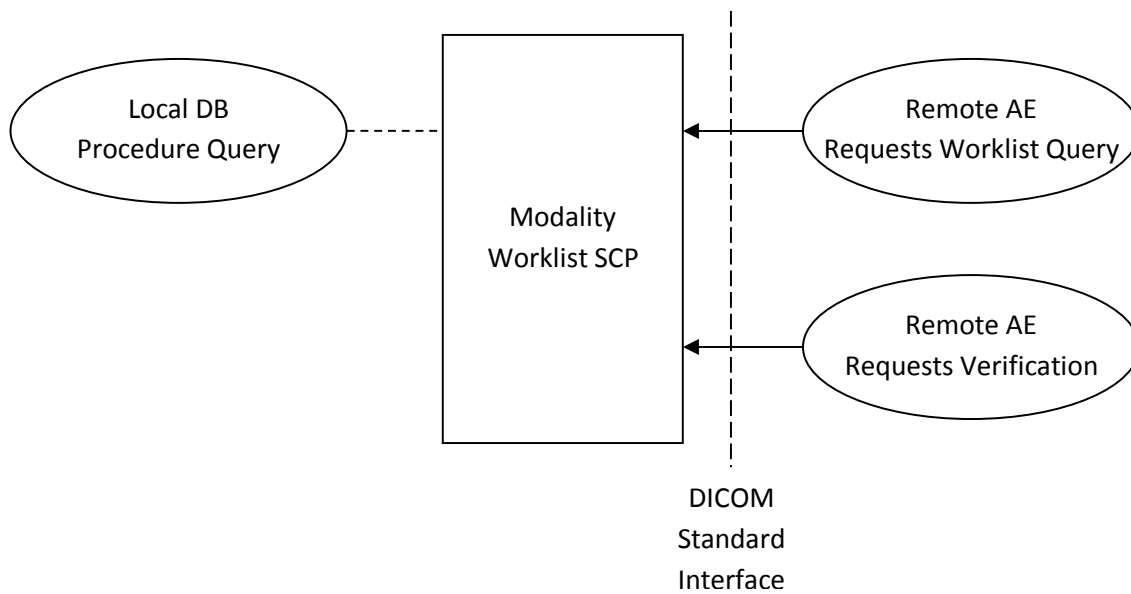 Local DB
Procedure Query
Modality
Worklist SCP
Remote AE
Requests Worklist Query
Remote AE
Requests Verification
DICOM
Standard
Interface